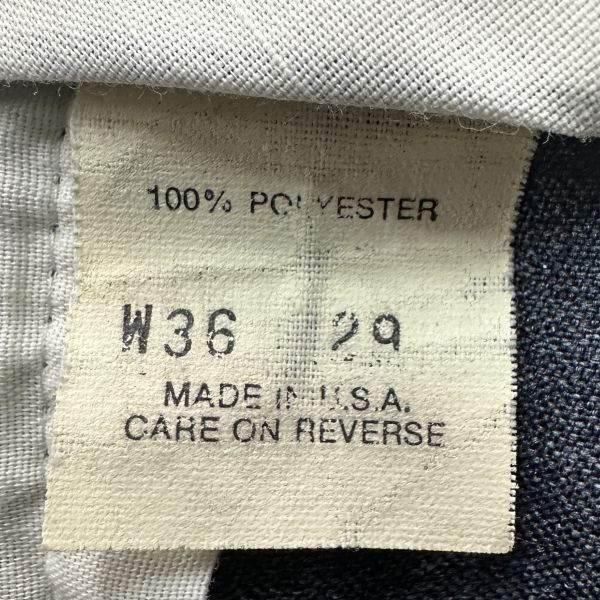 100% POLYESTER
W36 29
MADE IN U.S.A.
CARE ON REVERSE